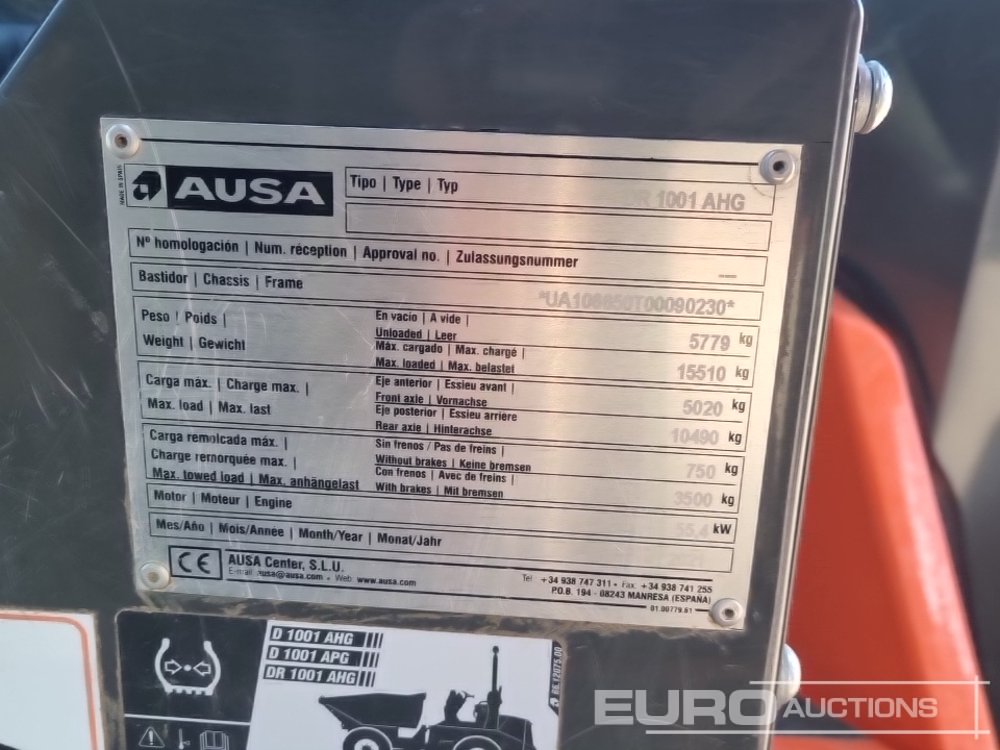 MADE IN SPAIN
AUSA
Tipo | Type | Typ
DR 1001 AHG
Nº homologación | Num. réception | Approval no. | Zulassungsnummer
—
Bastidor | Chassis | Frame
*UA108850T00090230*
Peso | Poids |
Weight | Gewicht
En vacío | A vide |
Unloaded | Leer
5779 kg
Máx. cargado | Max. chargé |
Max. loaded | Max. belastet
15510 kg
Carga máx. | Charge max. |
Max. load | Max. last
Eje anterior | Essieu avant |
Front axle | Vornachse
5020 kg
Eje posterior | Essieu arriére
Rear axle | Hinterachse
10490 kg
Carga remolcada máx. |
Charge remorquée max. |
Max. towed load | Max. anhängelast
Sin frenos / Pas de freins |
Without brakes | Keine bremsen
750 kg
Con frenos | Avec de freins |
With brakes | Mit bremsen
3500 kg
Motor | Moteur | Engine
55,4 kW
Mes/Año | Mois/Année | Month/Year | Monat/Jahr
CE
AUSA Center, S.L.U.
E-mail: ausa@ausa.com • Web: www.ausa.com
Tel. +34 938 747 311 • Fax. +34 938 741 255
P.O.B. 194 - 08243 MANRESA (ESPAÑA)
01.00779.61
D 1001 AHG
D 1001 APG
DR 1001 AHG
66.12075.00
EURO AUCTIONS